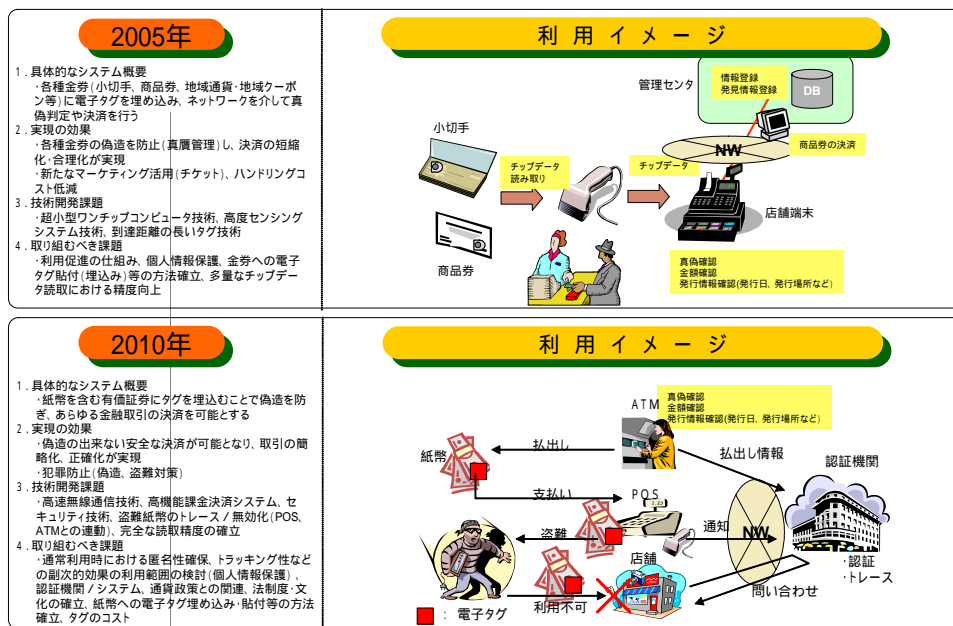 2005年
1．具体的なシステム概要
・各種金券(小切手、商品券、地域通貨・地域クーポ
ン等)に電子タグを埋め込み、ネットワークを介して真
偽判定や決済を行う
2．実現の効果
・各種金券の偽造を防止(真贋管理)し、決済の短縮
化・合理化が実現
・新たなマーケティング活用(チケット)、ハンドリングコ
スト低減
3．技術開発課題
・超小型ワンチップコンピュータ技術、高度センシング
システム技術、到達距離の長いタグ技術
4．取り組むべき課題
・利用促進の仕組み、個人情報保護、金券への電子
タグ貼付(埋込み)等の方法確立、多量なチップデー
タ読取における精度向上
利用イメージ
管理センタ
情報登録
発見情報登録
DB
小切手
NW
商品券の決済
チップデータ
読み取り
チップデータ
店舗端末
商品券
真偽確認
金額確認
発行情報確認(発行日、発行場所など)
2010年
1．具体的なシステム概要
・紙幣を含む有価証券にタグを埋込むことで偽造を防
ぎ、あらゆる金融取引の決済を可能とする
2．実現の効果
・偽造の出来ない安全な決済が可能となり、取引の簡
略化、正確化が実現
・犯罪防止(偽造、盗難対策)
3．技術開発課題
・高速無線通信技術、高機能課金決済システム、セ
キュリティ技術、盗難紙幣のトレース／無効化(POS、
ATMとの連動)、完全な読取精度の確立
4．取り組むべき課題
・通常利用時における匿名性確保、トラッキング性など
の副次的効果の利用範囲の検討(個人情報保護)、
認証機関／システム、通貨政策との関連、法制度・文
化の確立、紙幣への電子タグ埋め込み・貼付等の方法
確立、タグのコスト
利用イメージ
ATM
真偽確認
金額確認
発行情報確認(発行日、発行場所など)
紙幣
払出し
払出し情報
認証機関
支払い
POS
盗難
通知
NW
店舗
・認証
・トレース
問い合わせ
利用不可
：電子タグ